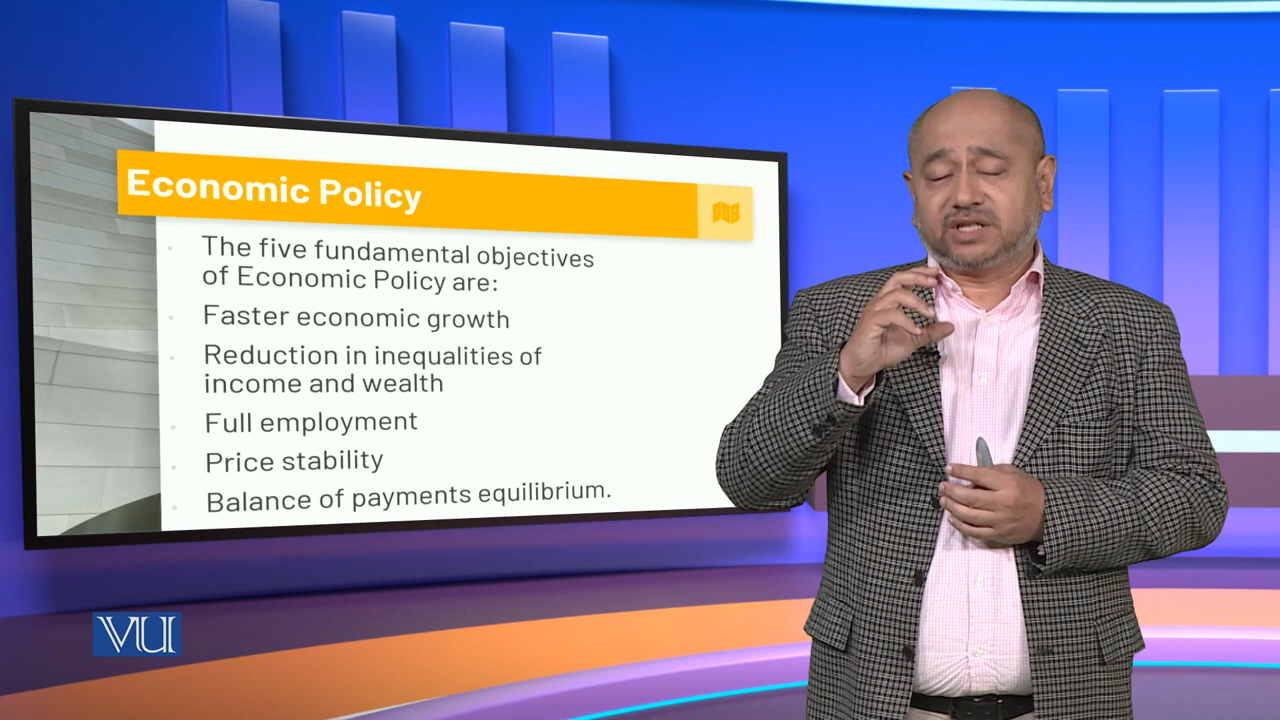 Economic Policy
The five fundamental objectives
of Economic Policy are:
Faster economic growth
Reduction in inequalities of
income and wealth
Full employment
Price stability
Balance of payments equilibrium.
VU